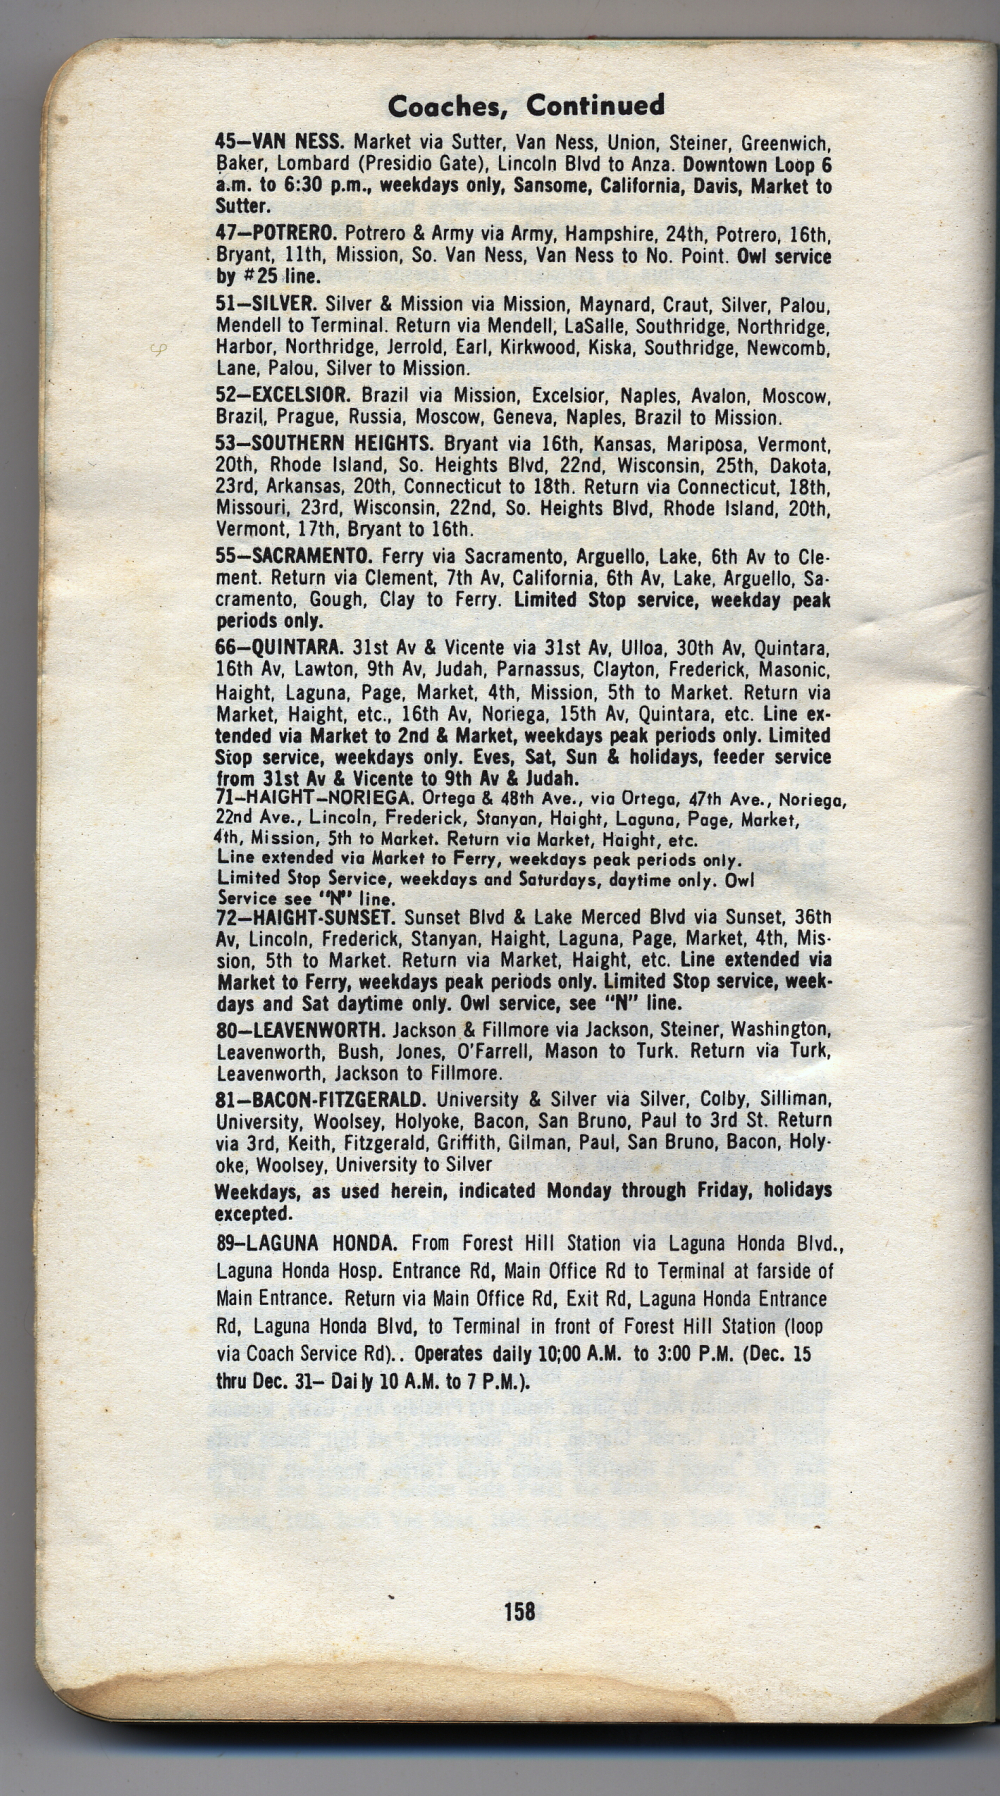 Coaches, Continued
45—VAN NESS. Market via Sutter, Van Ness, Union, Steiner, Greenwich,
Baker, Lombard (Presidio Gate), Lincoln Blvd to Anza. Downtown Loop 6
a.m. to 6:30 p.m., weekdays only, Sansome, California, Davis, Market to
Sutter.
47—POTRERO. Potrero & Army via Army, Hampshire, 24th, Potrero, 16th,
Bryant, 11th, Mission, So. Van Ness, Van Ness to No. Point. Owl service
by #25 line.
51—SILVER. Silver & Mission via Mission, Maynard, Craut, Silver, Palou,
Mendell to Terminal. Return via Mendell, LaSalle, Southridge, Northridge,
Harbor, Northridge, Jerrold, Earl, Kirkwood, Kiska, Southridge, Newcomb,
Lane, Palou, Silver to Mission.
52—EXCELSIOR. Brazil via Mission, Excelsior, Naples, Avalon, Moscow,
Brazil, Prague, Russia, Moscow, Geneva, Naples, Brazil to Mission.
53—SOUTHERN HEIGHTS. Bryant via 16th, Kansas, Mariposa, Vermont,
20th, Rhode Island, So. Heights Blvd, 22nd, Wisconsin, 25th, Dakota,
23rd, Arkansas, 20th, Connecticut to 18th. Return via Connecticut, 18th,
Missouri, 23rd, Wisconsin, 22nd, So. Heights Blvd, Rhode Island, 20th,
Vermont, 17th, Bryant to 16th.
55—SACRAMENTO. Ferry via Sacramento, Arguello, Lake, 6th Av to Cle-
ment. Return via Clement, 7th Av, California, 6th Av, Lake, Arguello, Sa-
cramento, Gough, Clay to Ferry. Limited Stop service, weekday peak
periods only.
66—QUINTARA. 31st Av & Vicente via 31st Av, Ulloa, 30th Av, Quintara,
16th Av, Lawton, 9th Av, Judah, Parnassus, Clayton, Frederick, Masonic,
Haight, Laguna, Page, Market, 4th, Mission, 5th to Market. Return via
Market, Haight, etc., 16th Av, Noriega, 15th Av, Quintara, etc. Line ex-
tended via Market to 2nd & Market, weekdays peak periods only. Limited
Stop service, weekdays only. Eves, Sat, Sun & holidays, feeder service
from 31st Av & Vicente to 9th Av & Judah.
71—HAIGHT—NORIEGA. Ortega & 48th Ave., via Ortega, 47th Ave., Noriega,
22nd Ave., Lincoln, Frederick, Stanyan, Haight, Laguna, Page, Market,
4th, Mission, 5th to Market. Return via Market, Haight, etc.
Line extended via Market to Ferry, weekdays peak periods only.
Limited Stop Service, weekdays and Saturdays, daytime only. Owl
Service see "N" line.
72—HAIGHT-SUNSET. Sunset Blvd & Lake Merced Blvd via Sunset, 36th
Av, Lincoln, Frederick, Stanyan, Haight, Laguna, Page, Market, 4th, Mis-
sion, 5th to Market. Return via Market, Haight, etc. Line extended via
Market to Ferry, weekdays peak periods only. Limited Stop service, week-
days and Sat daytime only. Owl service, see "N" line.
80—LEAVENWORTH. Jackson & Fillmore via Jackson, Steiner, Washington,
Leavenworth, Bush, Jones, O'Farrell, Mason to Turk. Return via Turk,
Leavenworth, Jackson to Fillmore.
81—BACON-FITZGERALD. University & Silver via Silver, Colby, Silliman,
University, Woolsey, Holyoke, Bacon, San Bruno, Paul to 3rd St. Return
via 3rd, Keith, Fitzgerald, Griffith, Gilman, Paul, San Bruno, Bacon, Holy-
oke, Woolsey, University to Silver
Weekdays, as used herein, indicated Monday through Friday, holidays
excepted.
89—LAGUNA HONDA. From Forest Hill Station via Laguna Honda Blvd.,
Laguna Honda Hosp. Entrance Rd, Main Office Rd to Terminal at farside of
Main Entrance. Return via Main Office Rd, Exit Rd, Laguna Honda Entrance
Rd, Laguna Honda Blvd, to Terminal in front of Forest Hill Station (loop
via Coach Service Rd).. Operates daily 10;00 A.M. to 3:00 P.M. (Dec. 15
thru Dec. 31— Daily 10 A.M. to 7 P.M.).
158